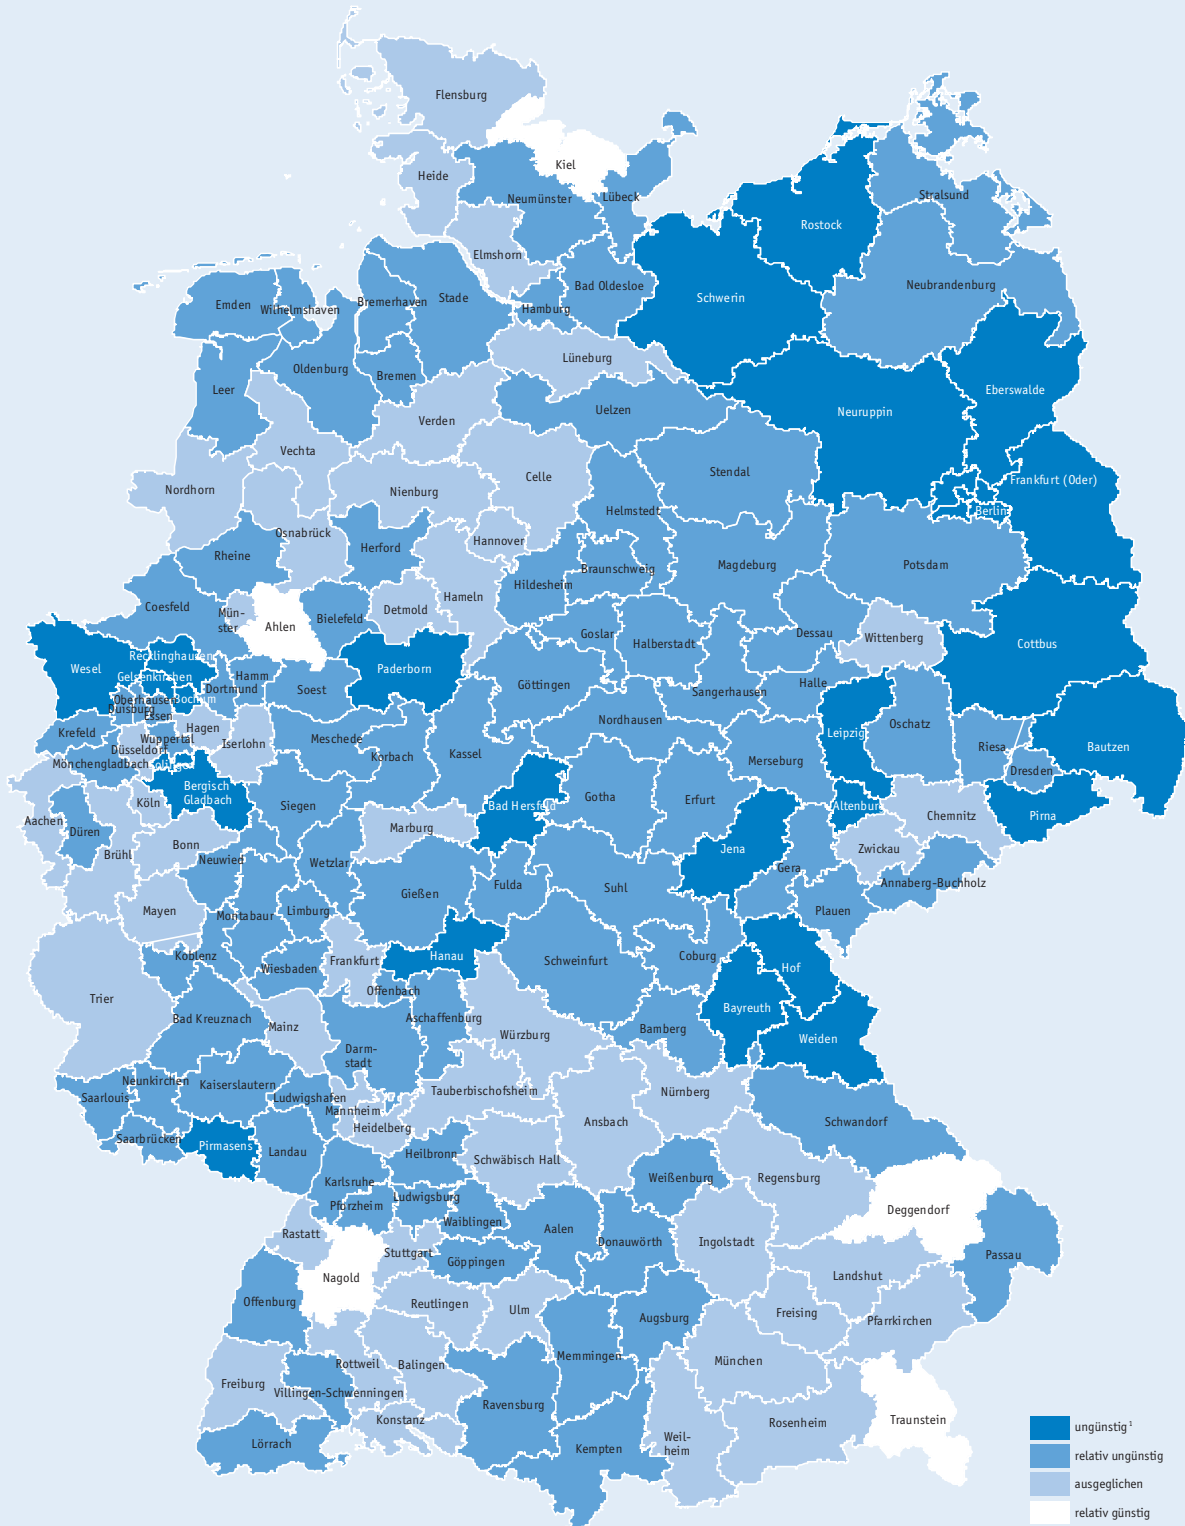 Flensburg
Kiel
Heide
Neumünster
Lübeck
Stralsund
Rostock
Elmshorn
Bad Oldesloe
Neubrandenburg
Schwerin
Emden
Wilhelmshaven
Bremerhaven
Stade
Hamburg
Lüneburg
Oldenburg
Bremen
Leer
Eberswalde
Uelzen
Neuruppin
Verden
Vechta
Stendal
Celle
Frankfurt (Oder)
Nordhorn
Nienburg
Helmstedt
Berlin
Osnabrück
Hannover
Herford
Rheine
Braunschweig
Magdeburg
Potsdam
Hildesheim
Hameln
Coesfeld
Mün-
ster
Detmold
Bielefeld
Ahlen
Goslar
Dessau
Wittenberg
Halberstadt
Cottbus
Recklinghausen
Wesel
Paderborn
Gelsenkirchen
Hamm
Dortmund
Soest
Göttingen
Halle
Sangerhausen
Bochum
Oberhausen
Duisburg
Essen
Nordhausen
Oschatz
Hagen
Krefeld
Wuppertal
Iserlohn
Meschede
Leipzig
Riesa
Bautzen
Düsseldorf
Korbach
Kassel
Merseburg
Mönchengladbach
Dresden
Bergisch
Gladbach
Köln
Siegen
Bad Hersfeld
Gotha
Erfurt
Altenburg
Chemnitz
Pirna
Aachen
Düren
Marburg
Bonn
Brühl
Jena
Zwickau
Neuwied
Wetzlar
Gera
Gießen
Fulda
Suhl
Annaberg-Buchholz
Mayen
Montabaur
Limburg
Plauen
Koblenz
Hanau
Frankfurt
Schweinfurt
Coburg
Wiesbaden
Hof
Trier
Offenbach
Bayreuth
Bad Kreuznach
Mainz
Aschaffenburg
Würzburg
Bamberg
Weiden
Darm-
stadt
Neunkirchen
Kaiserslautern
Saarlouis
Ludwigshafen
Tauberbischofsheim
Nürnberg
Mannheim
Heidelberg
Ansbach
Schwandorf
Saarbrücken
Pirmasens
Landau
Heilbronn
Schwäbisch Hall
Karlsruhe
Weißenburg
Regensburg
Ludwigsburg
Pforzheim
Deggendorf
Waiblingen
Aalen
Rastatt
Donauwörth
Ingolstadt
Stuttgart
Göppingen
Passau
Nagold
Landshut
Offenburg
Reutlingen
Ulm
Augsburg
Freising
Pfarrkirchen
Memmingen
München
Rottweil
Balingen
Freiburg
Villingen-Schwenningen
Ravensburg
Konstanz
Rosenheim
Traunstein
Weil-
heim
Lörrach
Kempten
ungünstig¹
relativ ungünstig
ausgeglichen
relativ günstig